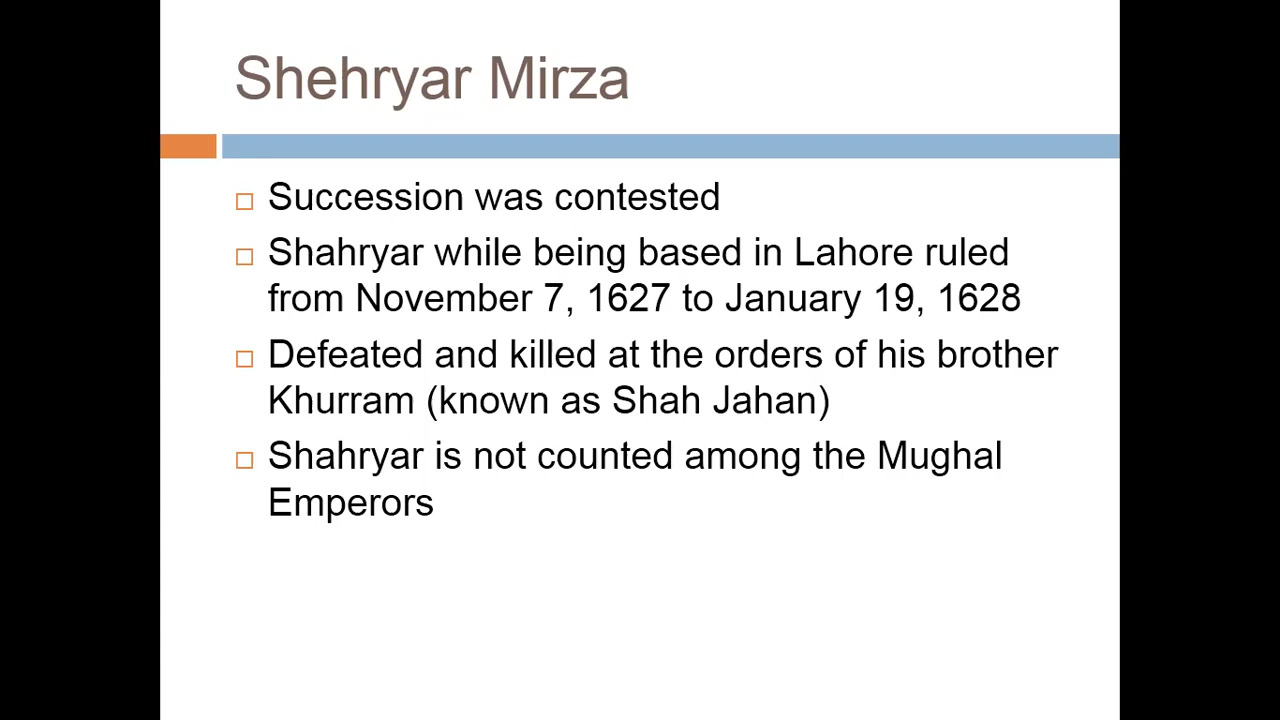 Shehryar Mirza
Succession was contested
Shahryar while being based in Lahore ruled
from November 7, 1627 to January 19, 1628
Defeated and killed at the orders of his brother
Khurram (known as Shah Jahan)
Shahryar is not counted among the Mughal
Emperors